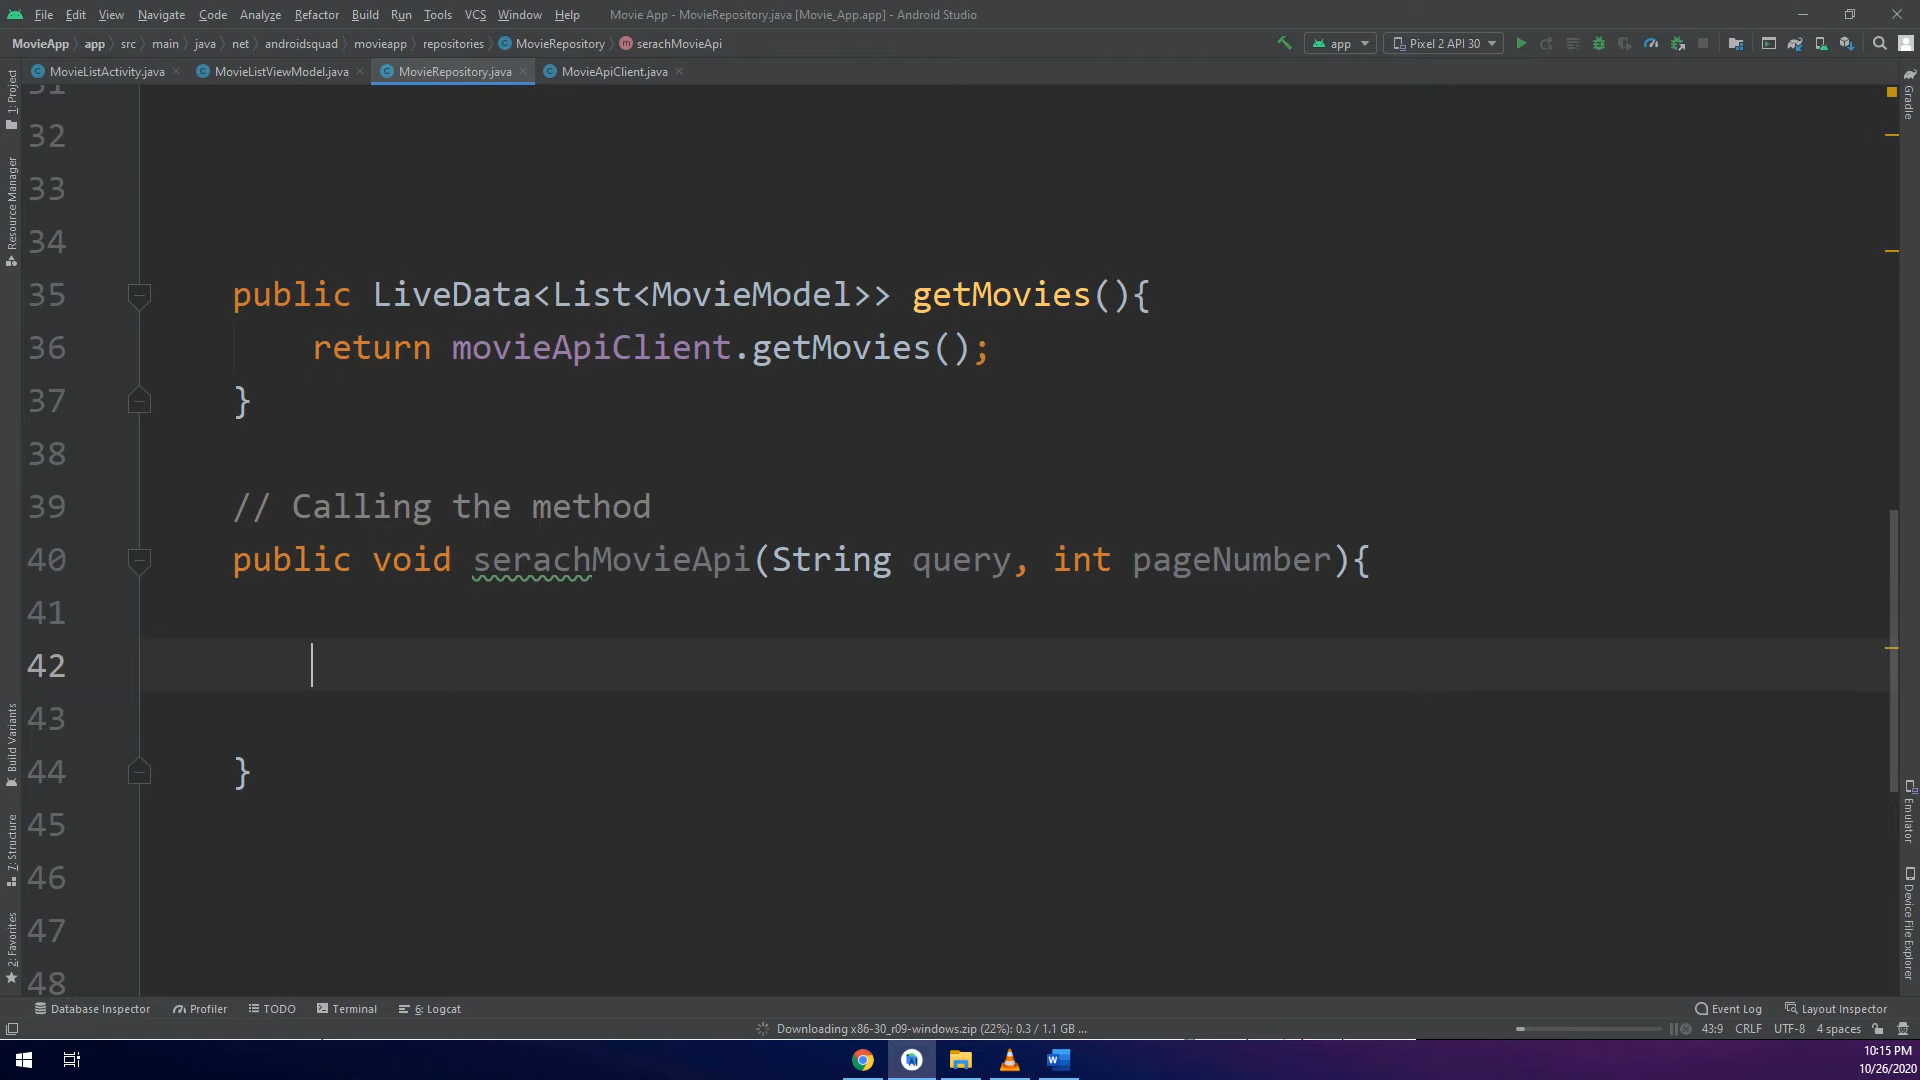 File Edit View Navigate Code Analyze Refactor Build Run Tools VCS Window Help Movie App - MovieRepository.java [Movie_App.app] - Android Studio
MovieApp app src main java net androidsquad movieapp repositories MovieRepository serachMovieApi app Pixel 2 API 30
MovieListActivity.java MovieListViewModel.java MovieRepository.java MovieApiClient.java
1: Project
Resource Manager
Build Variants
7: Structure
2: Favorites
Gradle
Emulator
Device File Explorer
31
32
33
34
35 public LiveData<List<MovieModel>> getMovies(){
36 return movieApiClient.getMovies();
37 }
38
39 // Calling the method
40 public void serachMovieApi(String query, int pageNumber){
41
42
43
44 }
45
46
47
48
Database Inspector Profiler TODO Terminal 6: Logcat Event Log Layout Inspector
Downloading x86-30_r09-windows.zip (22%): 0.3 / 1.1 GB ... 43:9 CRLF UTF-8 4 spaces
10:15 PM
10/26/2020